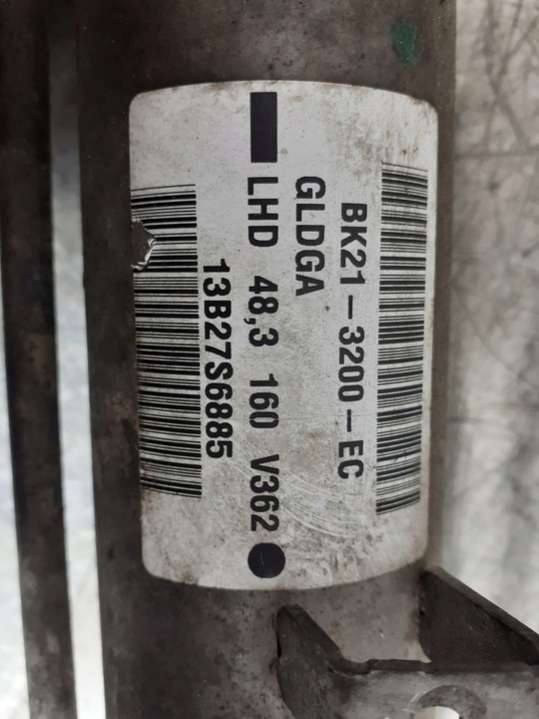 BK21-3200-EC
GLDGA
LHD 48,3 160 V362
13B27S6885